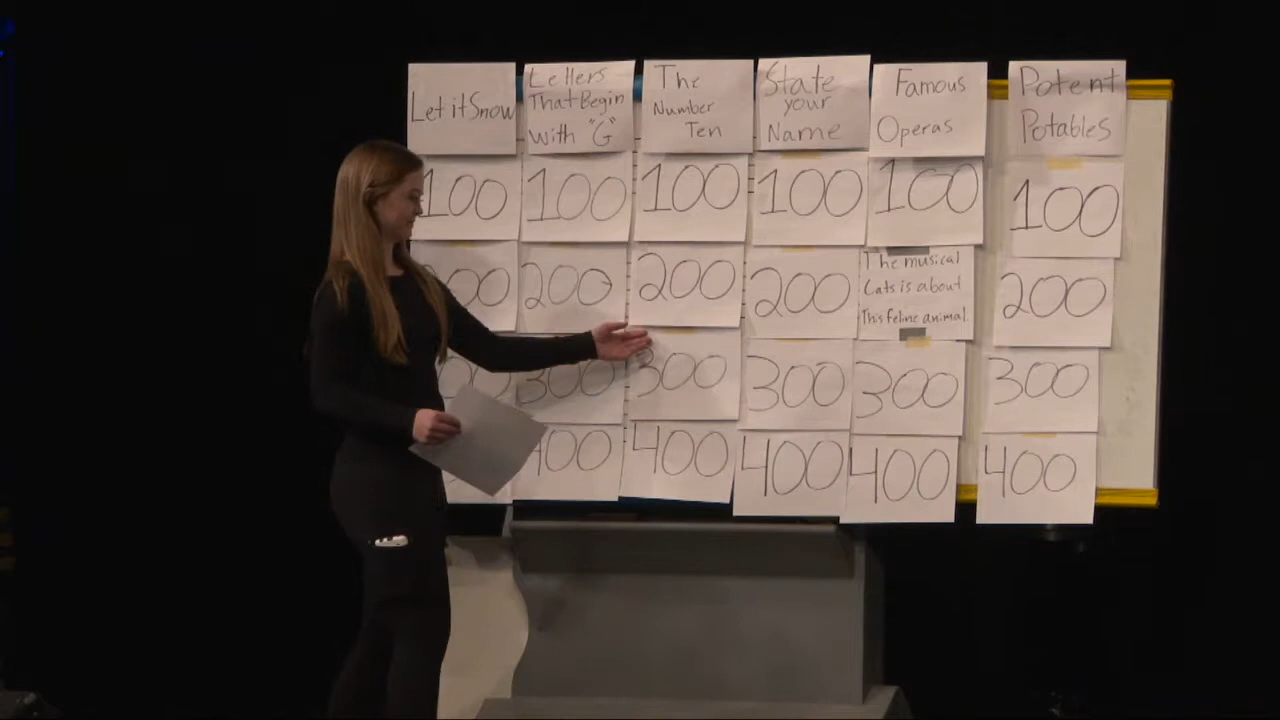 Let it Snow
Letters
That Begin
With "G"
The
Number
Ten
State
your
Name
Famous
Operas
Potent
Potables
100
100
100
100
100
100
200
200
200
200
The musical
Cats is about
This feline animal.
200
300
300
300
300
300
400
400
400
400
400